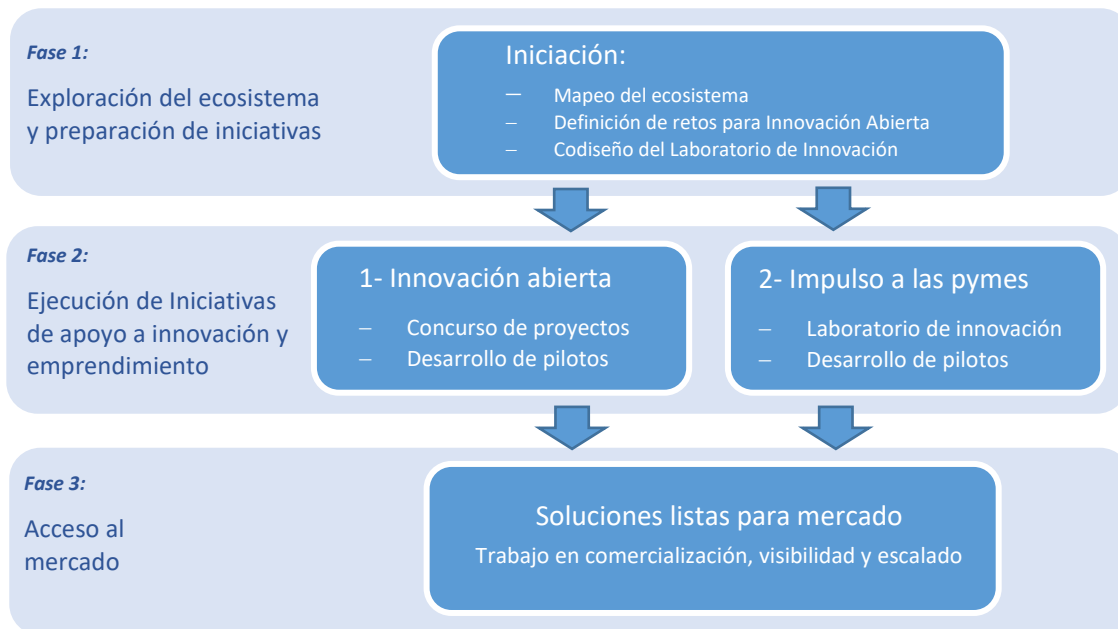 Fase 1:
Exploración del ecosistema
y preparación de iniciativas
Iniciación:
– Mapeo del ecosistema
– Definición de retos para Innovación Abierta
– Codiseño del Laboratorio de Innovación
Fase 2:
Ejecución de Iniciativas
de apoyo a innovación y
emprendimiento
1- Innovación abierta
– Concurso de proyectos
– Desarrollo de pilotos
2- Impulso a las pymes
– Laboratorio de innovación
– Desarrollo de pilotos
Fase 3:
Acceso al
mercado
Soluciones listas para mercado
Trabajo en comercialización, visibilidad y escalado